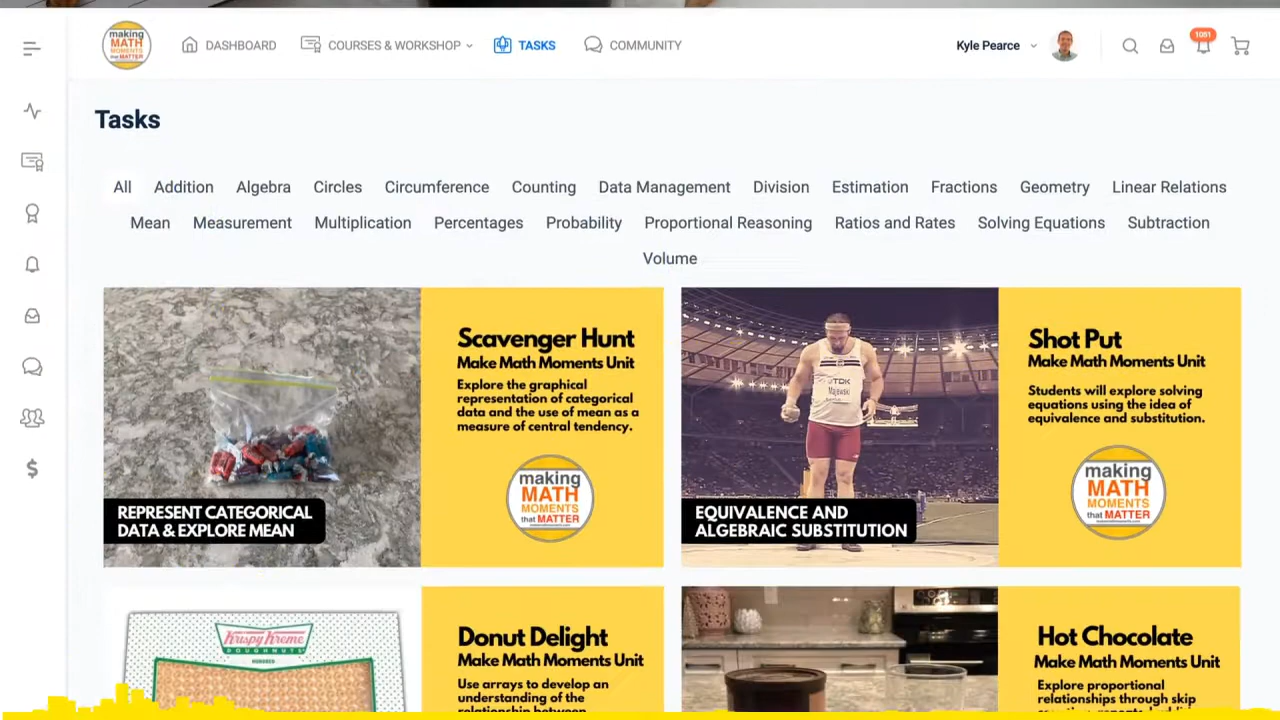 making
MATH
MOMENTS
that MATTER
DASHBOARD
COURSES & WORKSHOP
TASKS
COMMUNITY
Kyle Pearce
1051
Tasks
All Addition Algebra Circles Circumference Counting Data Management Division Estimation Fractions Geometry Linear Relations
Mean Measurement Multiplication Percentages Probability Proportional Reasoning Ratios and Rates Solving Equations Subtraction
Volume
Scavenger Hunt
Make Math Moments Unit
Explore the graphical
representation of categorical
data and the use of mean as a
measure of central tendency.
making
MATH
MOMENTS
that MATTER
REPRESENT CATEGORICAL
DATA & EXPLORE MEAN
TDK
Majewski
Shot Put
Make Math Moments Unit
Students will explore solving
equations using the idea of
equivalence and substitution.
making
MATH
MOMENTS
that MATTER
EQUIVALENCE AND
ALGEBRAIC SUBSTITUTION
Krispy Kreme
DOUGHNUTS
Donut Delight
Make Math Moments Unit
Use arrays to develop an
understanding of the
Hot Chocolate
Make Math Moments Unit
Explore proportional
relationships through skip
$